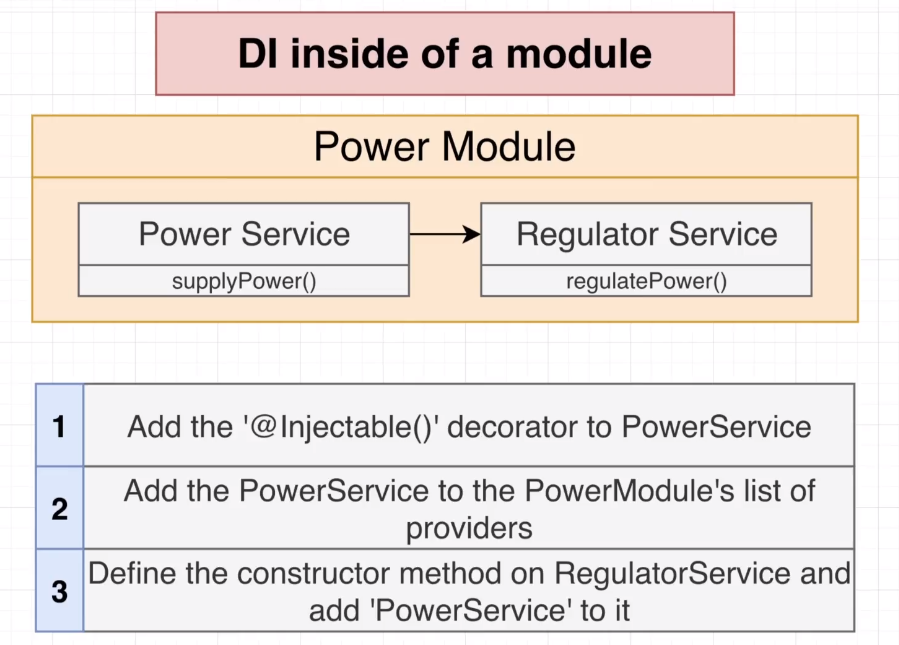 DI inside of a module
Power Module
Power Service
supplyPower()
Regulator Service
regulatePower()
1
Add the '@Injectable()' decorator to PowerService
2
Add the PowerService to the PowerModule's list of
providers
3
Define the constructor method on RegulatorService and
add 'PowerService' to it